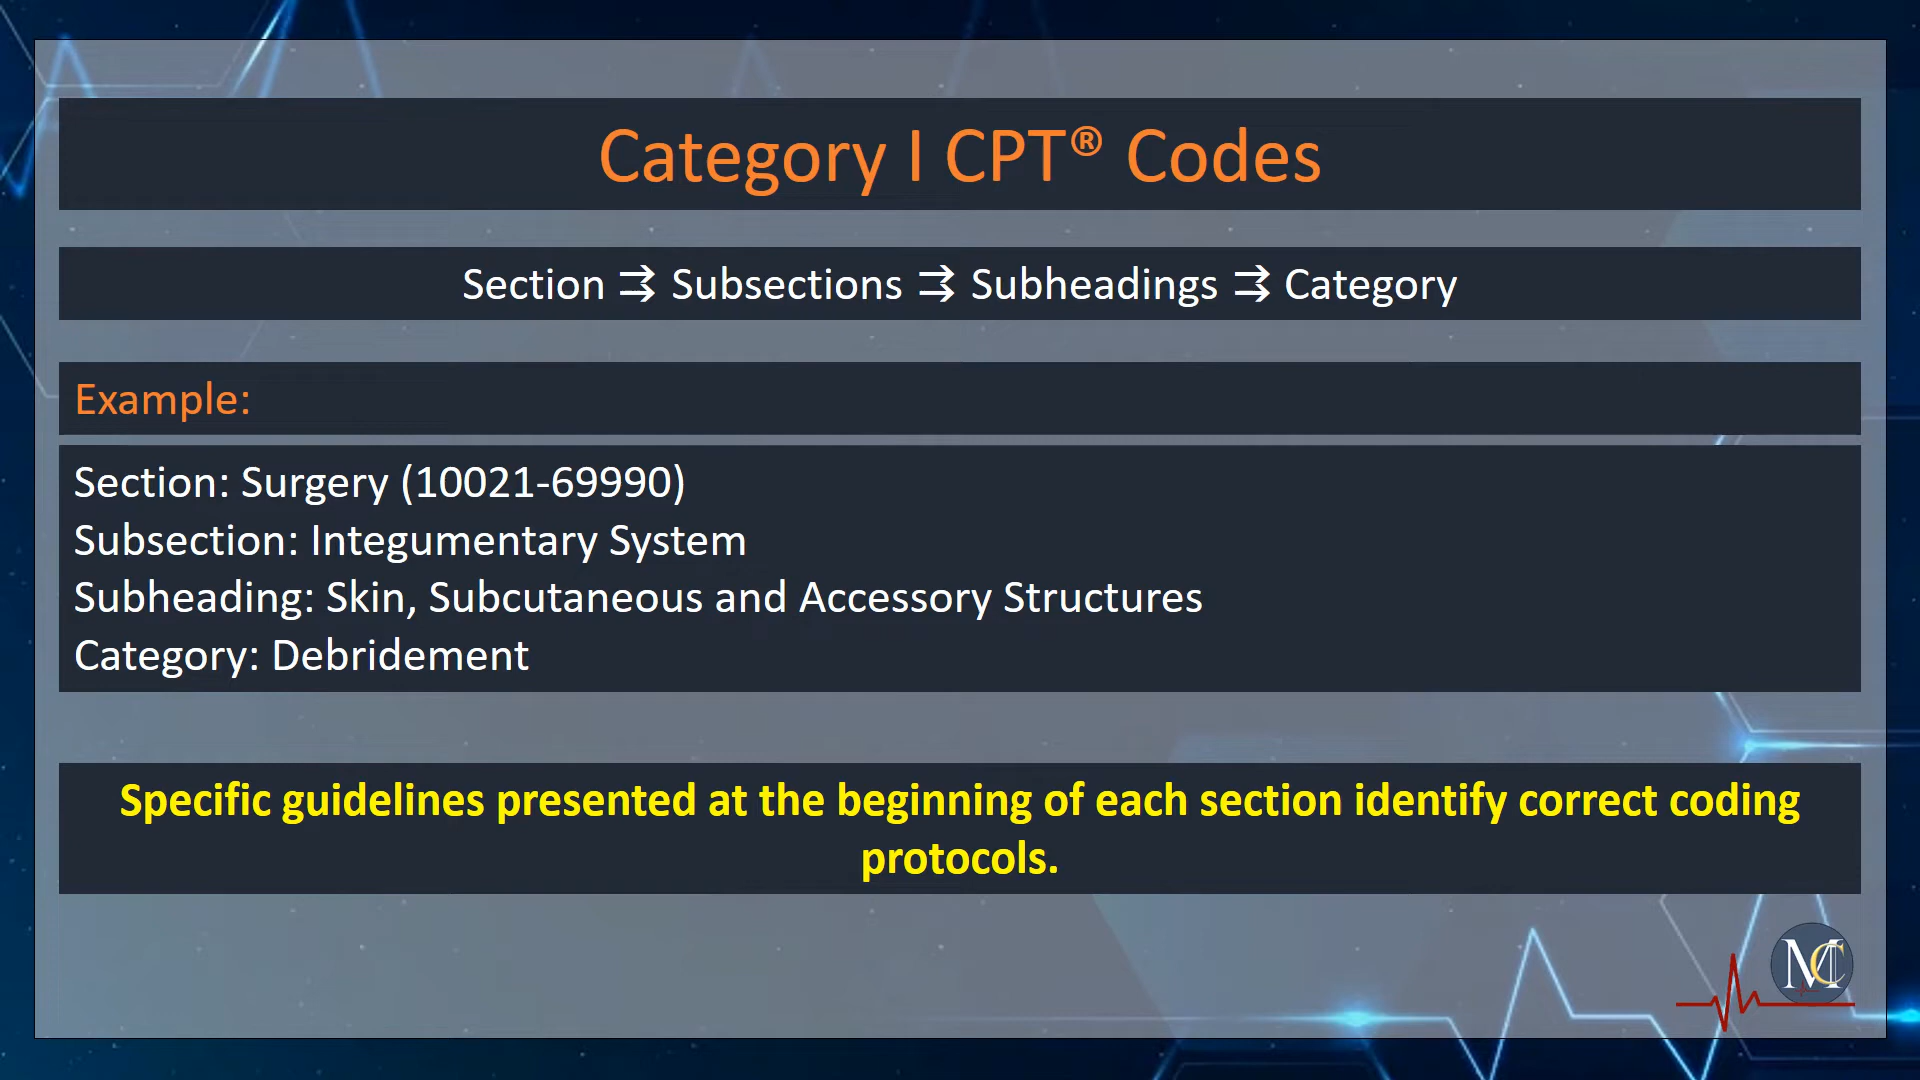 Category I CPT® Codes
Section ⇉ Subsections ⇉ Subheadings ⇉ Category
Example:
Section: Surgery (10021-69990)
Subsection: Integumentary System
Subheading: Skin, Subcutaneous and Accessory Structures
Category: Debridement
Specific guidelines presented at the beginning of each section identify correct coding
protocols.
MC